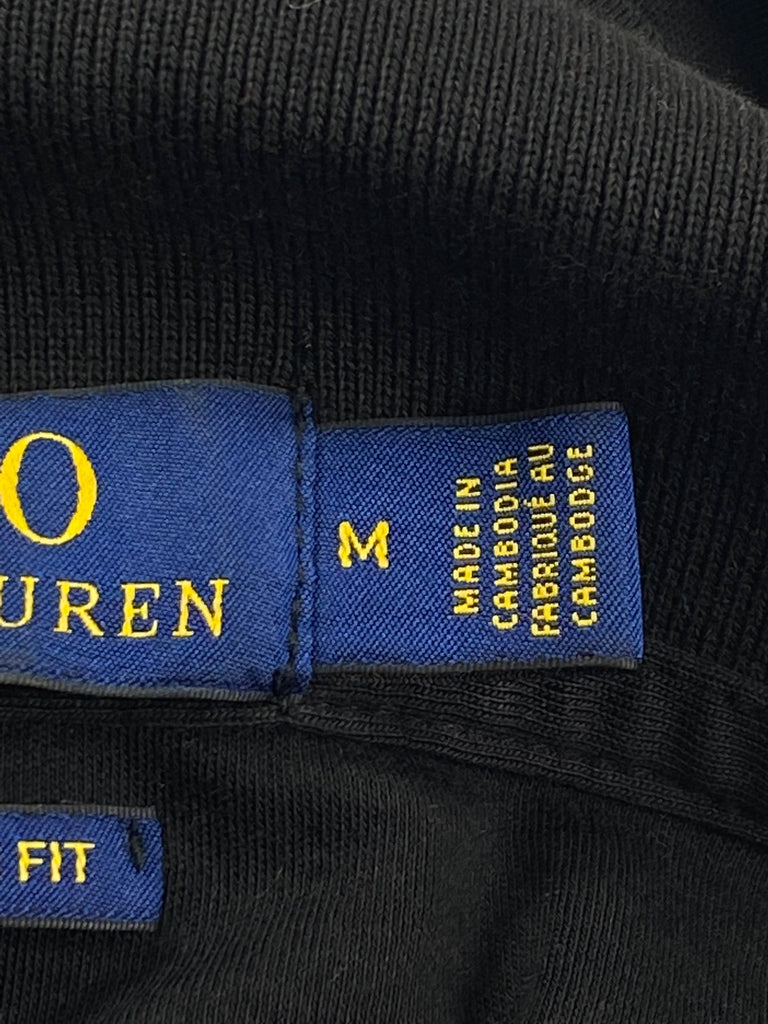 O
UREN
M
MADE IN
CAMBODIA
FABRIQUÉ AU
CAMBODGE
FIT